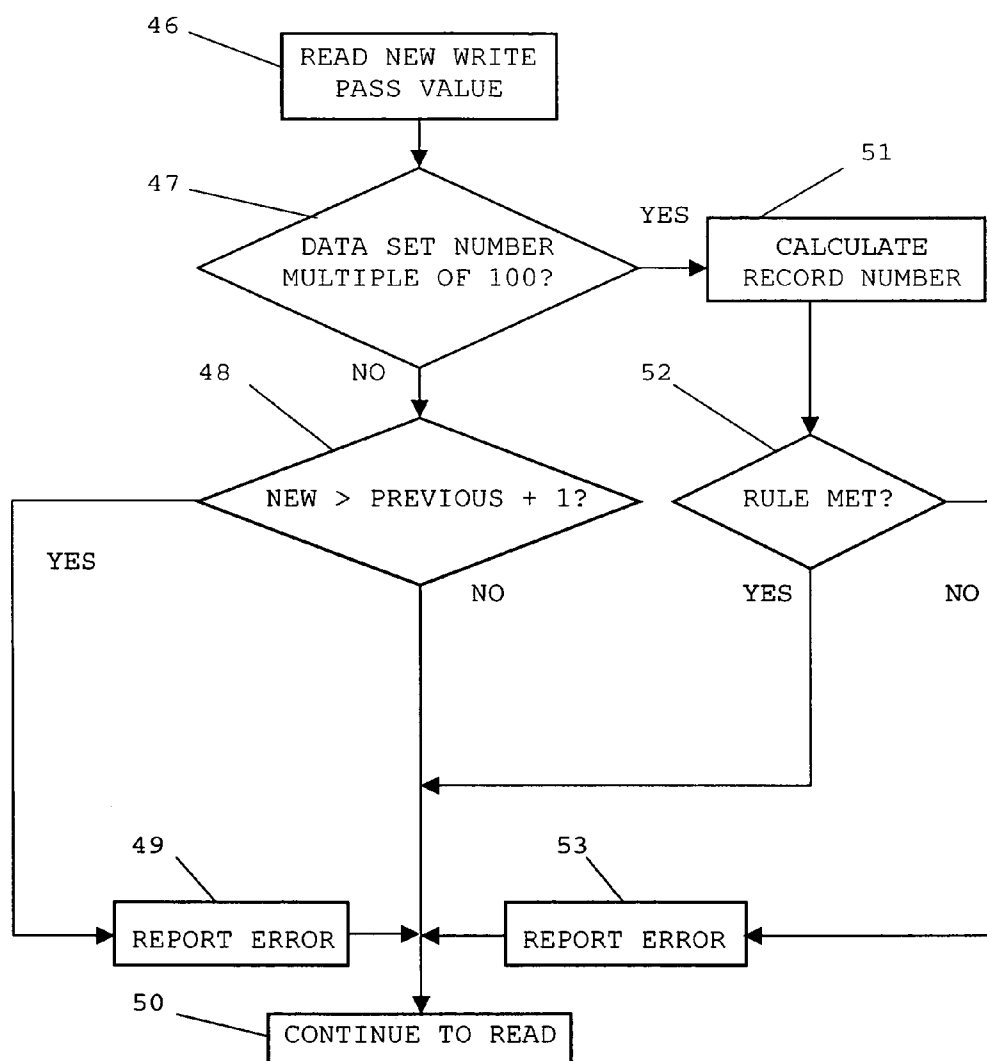 46
READ NEW WRITE
PASS VALUE
47
DATA SET NUMBER
MULTIPLE OF 100?
YES
51
CALCULATE
RECORD NUMBER
NO
48
NEW > PREVIOUS + 1?
52
RULE MET?
YES
NO
YES
NO
49
REPORT ERROR
53
REPORT ERROR
50
CONTINUE TO READ